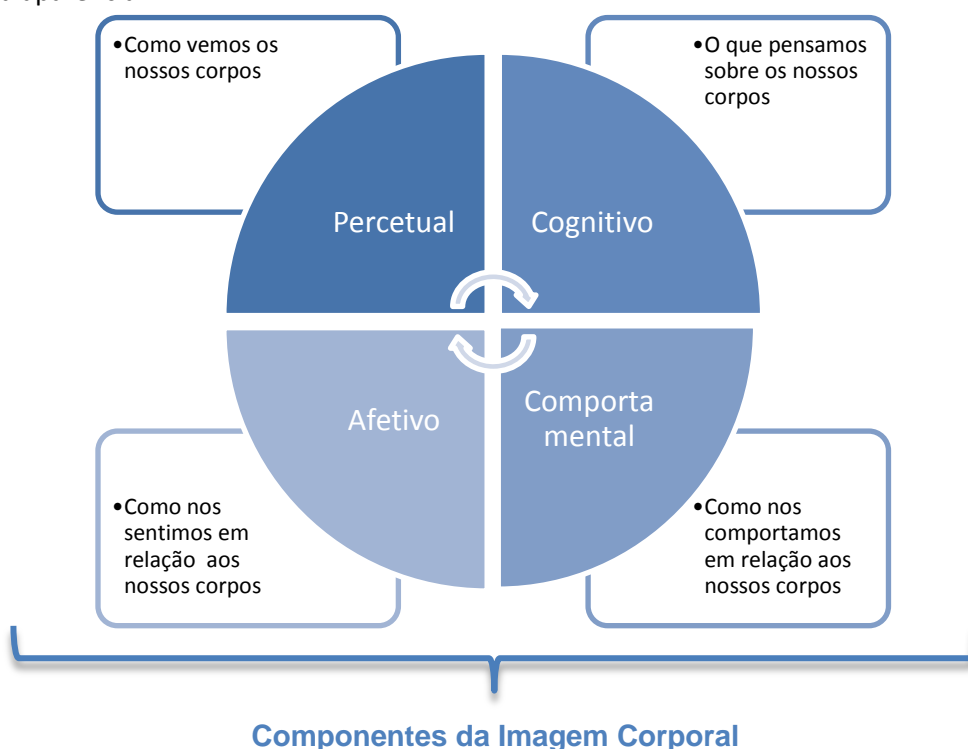 •Como vemos os
nossos corpos
•O que pensamos
sobre os nossos
corpos
Percetual
Cognitivo
Afetivo
Comporta
mental
•Como nos
sentimos em
relação aos
nossos corpos
•Como nos
comportamos
em relação aos
nossos corpos
Componentes da Imagem Corporal